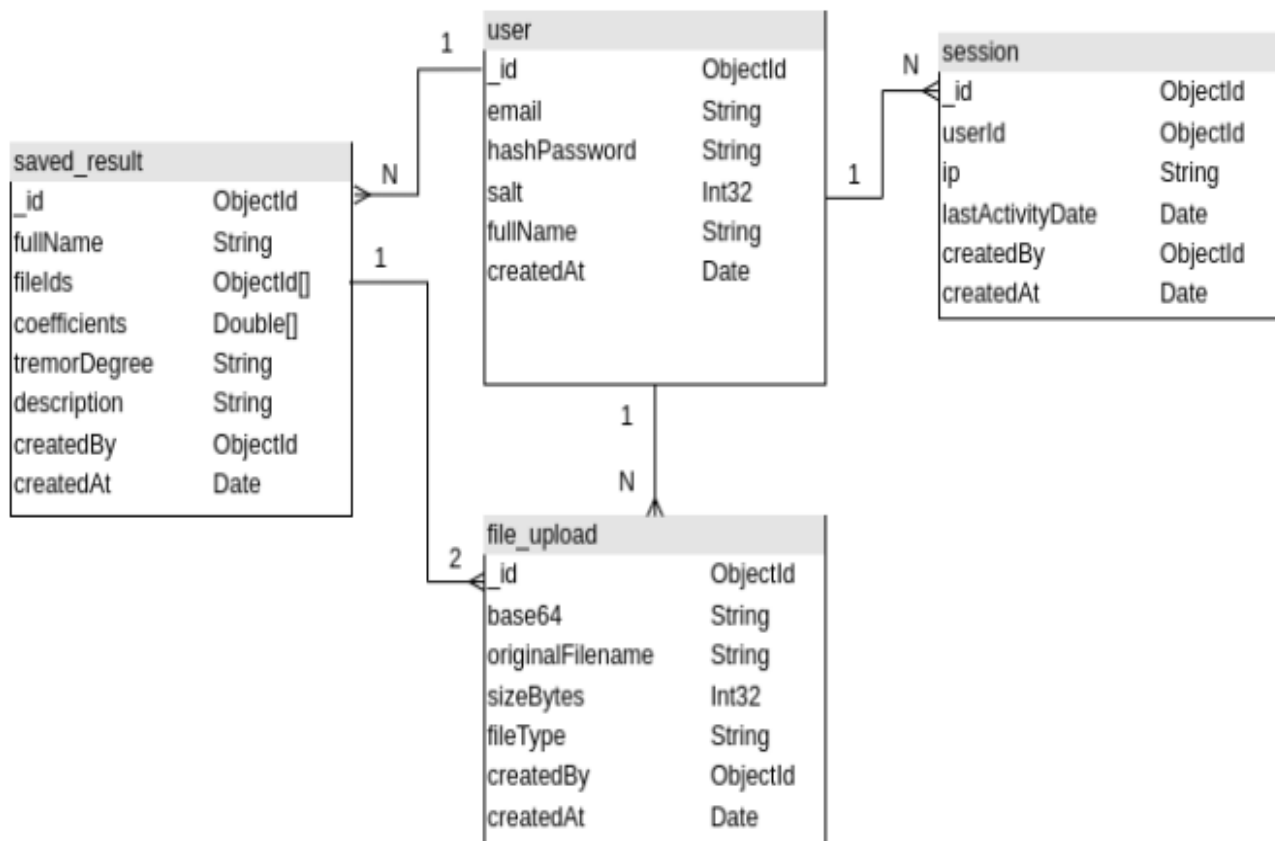 user
_id ObjectId
email String
hashPassword String
salt Int32
fullName String
createdAt Date
session
_id ObjectId
userId ObjectId
ip String
lastActivityDate Date
createdBy ObjectId
createdAt Date
saved_result
_id ObjectId
fullName String
fileIds ObjectId[]
coefficients Double[]
tremorDegree String
description String
createdBy ObjectId
createdAt Date
file_upload
_id ObjectId
base64 String
originalFilename String
sizeBytes Int32
fileType String
createdBy ObjectId
createdAt Date
1
N
1
N
1
2
1
N